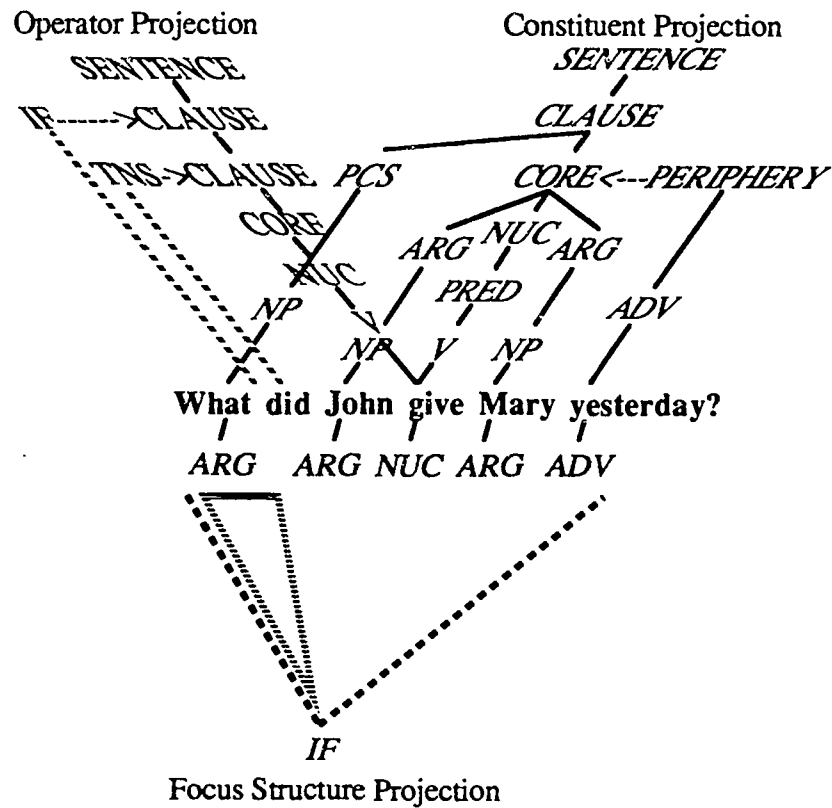 Operator Projection Constituent Projection
SENTENCE SENTENCE
IF------>CLAUSE CLAUSE
TNS->CLAUSE PCS CORE<---PERIPHERY
CORE ARG NUC ARG
NUC PRED
NP V NP V NP ADV
What did John give Mary yesterday?
ARG ARG NUC ARG ADV
IF
Focus Structure Projection